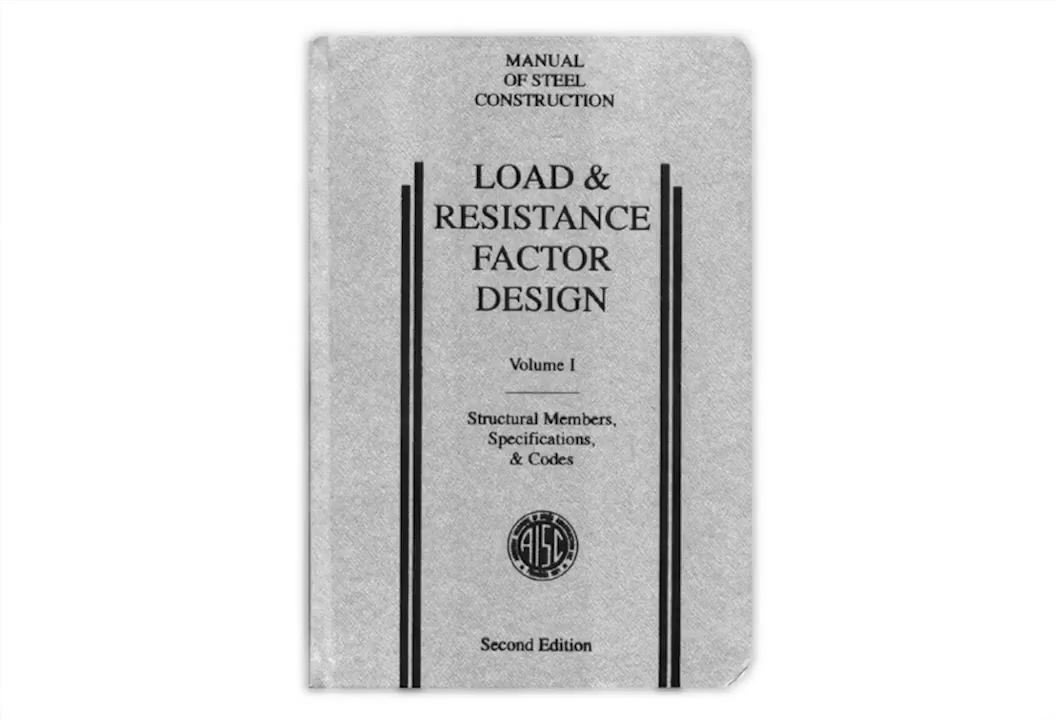 MANUAL
OF STEEL
CONSTRUCTION
LOAD &
RESISTANCE
FACTOR
DESIGN
Volume I
Structural Members,
Specifications,
& Codes
AISC
Second Edition